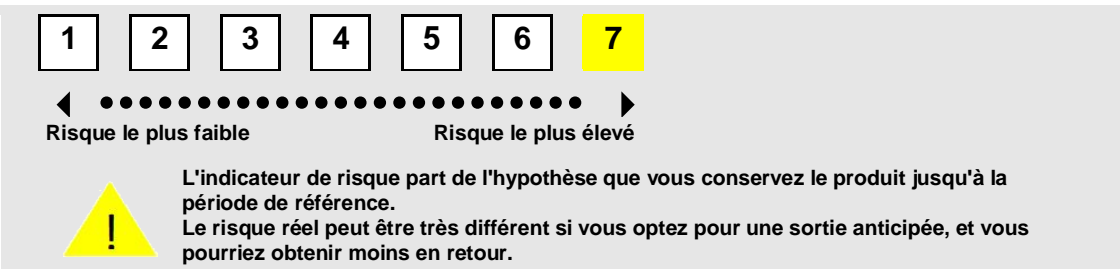 1 2 3 4 5 6 7
Risque le plus faible Risque le plus élevé
L'indicateur de risque part de l'hypothèse que vous conservez le produit jusqu'à la
période de référence.
Le risque réel peut être très différent si vous optez pour une sortie anticipée, et vous
pourriez obtenir moins en retour.
!